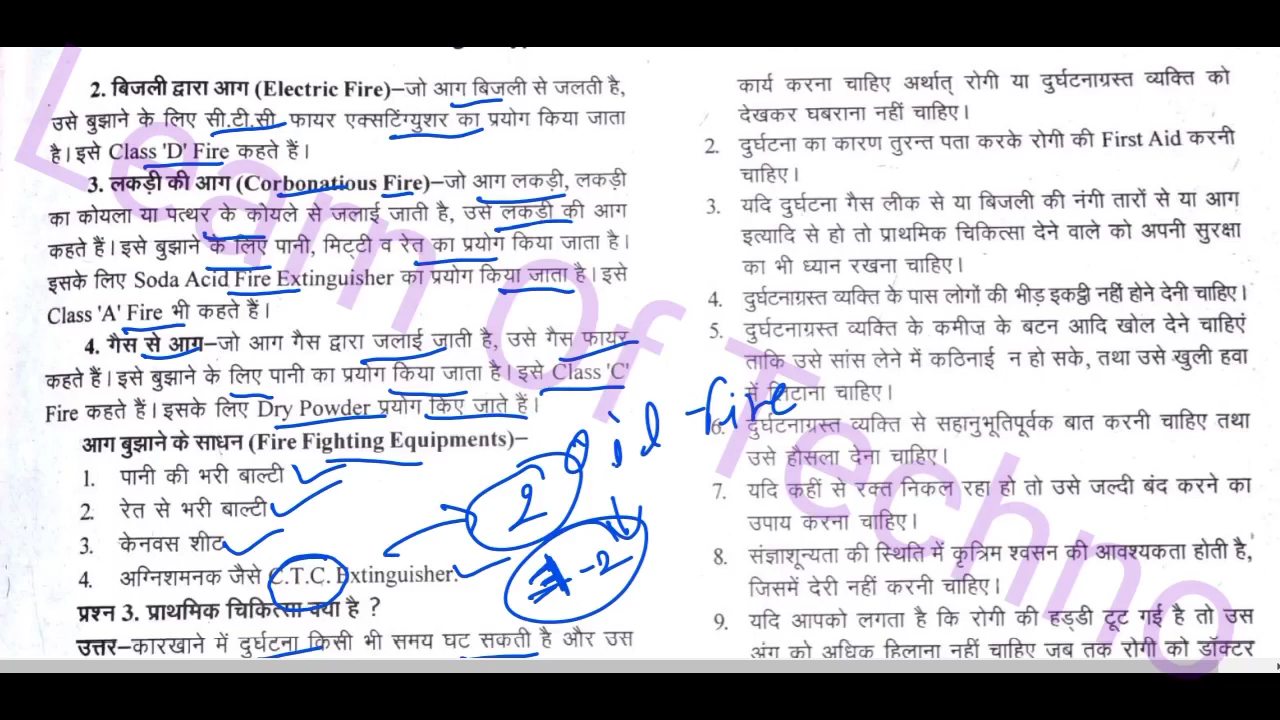 2. बिजली द्वारा आग (Electric Fire)–जो आग बिजली से जलती है,
उसे बुझाने के लिए सी.टी.सी. फायर एक्सटिंग्युशर का प्रयोग किया जाता
है। इसे Class 'D' Fire कहते हैं।
3. लकड़ी की आग (Corbonatious Fire)–जो आग लकड़ी, लकड़ी
का कोयला या पत्थर के कोयले से जलाई जाती है, उसे लकडी की आग
कहते हैं। इसे बुझाने के लिए पानी, मिट्टी व रेत का प्रयोग किया जाता है।
इसके लिए Soda Acid Fire Extinguisher का प्रयोग किया जाता है। इसे
Class 'A' Fire भी कहते हैं।
4. गैस से आग–जो आग गैस द्वारा जलाई जाती है, उसे गैस फायर
कहते हैं। इसे बुझाने के लिए पानी का प्रयोग किया जाता है। इसे Class 'C'
Fire कहते हैं। इसके लिए Dry Powder प्रयोग किए जाते हैं।
आग बुझाने के साधन (Fire Fighting Equipments)–
1. पानी की भरी बाल्टी
2. रेत से भरी बाल्टी
3. केनवस शीट
4. अग्निशमनक जैसे C.T.C. Extinguisher.
प्रश्न 3. प्राथमिक चिकित्सा क्या है ?
उत्तर–कारखाने में दुर्घटना किसी भी समय घट सकती है और उस
oil -fire
2
-2
कार्य करना चाहिए अर्थात् रोगी या दुर्घटनाग्रस्त व्यक्ति को
देखकर घबराना नहीं चाहिए।
2. दुर्घटना का कारण तुरन्त पता करके रोगी की First Aid करनी
चाहिए।
3. यदि दुर्घटना गैस लीक से या बिजली की नंगी तारों से या आग
इत्यादि से हो तो प्राथमिक चिकित्सा देने वाले को अपनी सुरक्षा
का भी ध्यान रखना चाहिए।
4. दुर्घटनाग्रस्त व्यक्ति के पास लोगों की भीड़ इकट्ठी नहीं होने देनी चाहिए।
5. दुर्घटनाग्रस्त व्यक्ति के कमीज के बटन आदि खोल देने चाहिएं
ताकि उसे सांस लेने में कठिनाई न हो सके, तथा उसे खुली हवा
में लिटाना चाहिए।
6. दुर्घटनाग्रस्त व्यक्ति से सहानुभूतिपूर्वक बात करनी चाहिए तथा
उसे हौसला देना चाहिए।
7. यदि कहीं से रक्त निकल रहा हो तो उसे जल्दी बंद करने का
उपाय करना चाहिए।
8. संज्ञाशून्यता की स्थिति में कृत्रिम श्वसन की आवश्यकता होती है,
जिसमें देरी नहीं करनी चाहिए।
9. यदि आपको लगता है कि रोगी की हड्डी टूट गई है तो उस
अंग को अधिक हिलाना नहीं चाहिए जब तक रोगी को डॉक्टर
Learn Of Techno